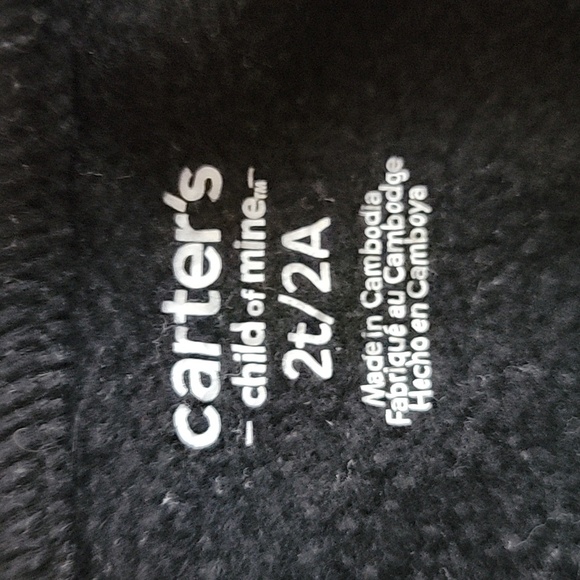 carter's
– child of mine™ –
2t/2A
Made in Cambodia
Fabriqué au Cambodge
Hecho en Camboya